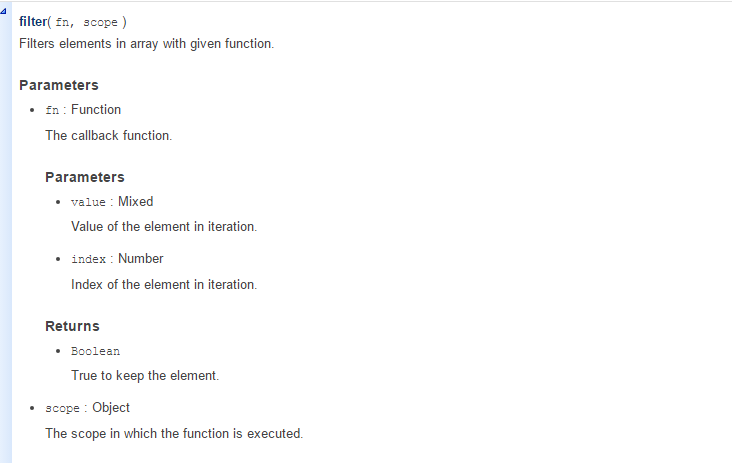 filter( fn, scope )
Filters elements in array with given function.
Parameters
• fn : Function
The callback function.
Parameters
• value : Mixed
Value of the element in iteration.
• index : Number
Index of the element in iteration.
Returns
• Boolean
True to keep the element.
• scope : Object
The scope in which the function is executed.